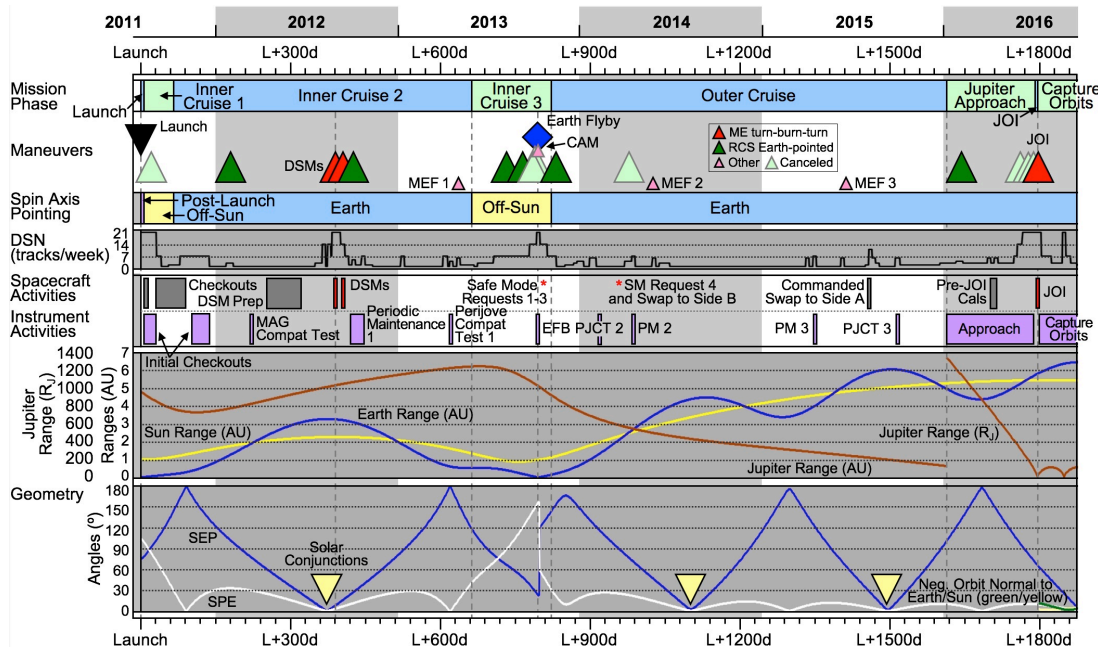 2011 2012 2013 2014 2015 2016
Launch L+300d L+600d L+900d L+1200d L+1500d L+1800d
Mission
Phase
Launch
Inner
Cruise 1
Inner Cruise 2
Inner
Cruise 3
Outer Cruise
Jupiter
Approach
JOI
Capture
Orbits
Maneuvers
Launch
DSMs
MEF 1
Earth Flyby
CAM
MEF 2
ME turn-burn-turn
RCS Earth-pointed
Other Canceled
MEF 3
JOI
Spin Axis
Pointing
Post-Launch
Off-Sun
Earth
Off-Sun
Earth
DSN
(tracks/week)
21
14
7
0
Spacecraft
Activities
Checkouts
DSM Prep
DSMs
Safe Mode *
Requests 1-3
*SM Request 4
and Swap to Side B
Commanded
Swap to Side A
Pre-JOI
Cals
JOI
Instrument
Activities
Initial Checkouts
MAG
Compat Test
Periodic
Maintenance
1
Perijove
Compat
Test 1
EFB
PJCT 2
PM 2
PM 3
PJCT 3
Approach
Capture
Orbits
Jupiter
Range (RJ)
1400
1200
1000
800
600
400
200
0
Ranges (AU)
7
6
5
4
3
2
1
0
Sun Range (AU)
Earth Range (AU)
Jupiter Range (AU)
Jupiter Range (RJ)
Geometry
Angles (º)
180
150
120
90
60
30
0
SEP
SPE
Solar
Conjunctions
Neg. Orbit Normal to
Earth/Sun (green/yellow)
Launch L+300d L+600d L+900d L+1200d L+1500d L+1800d